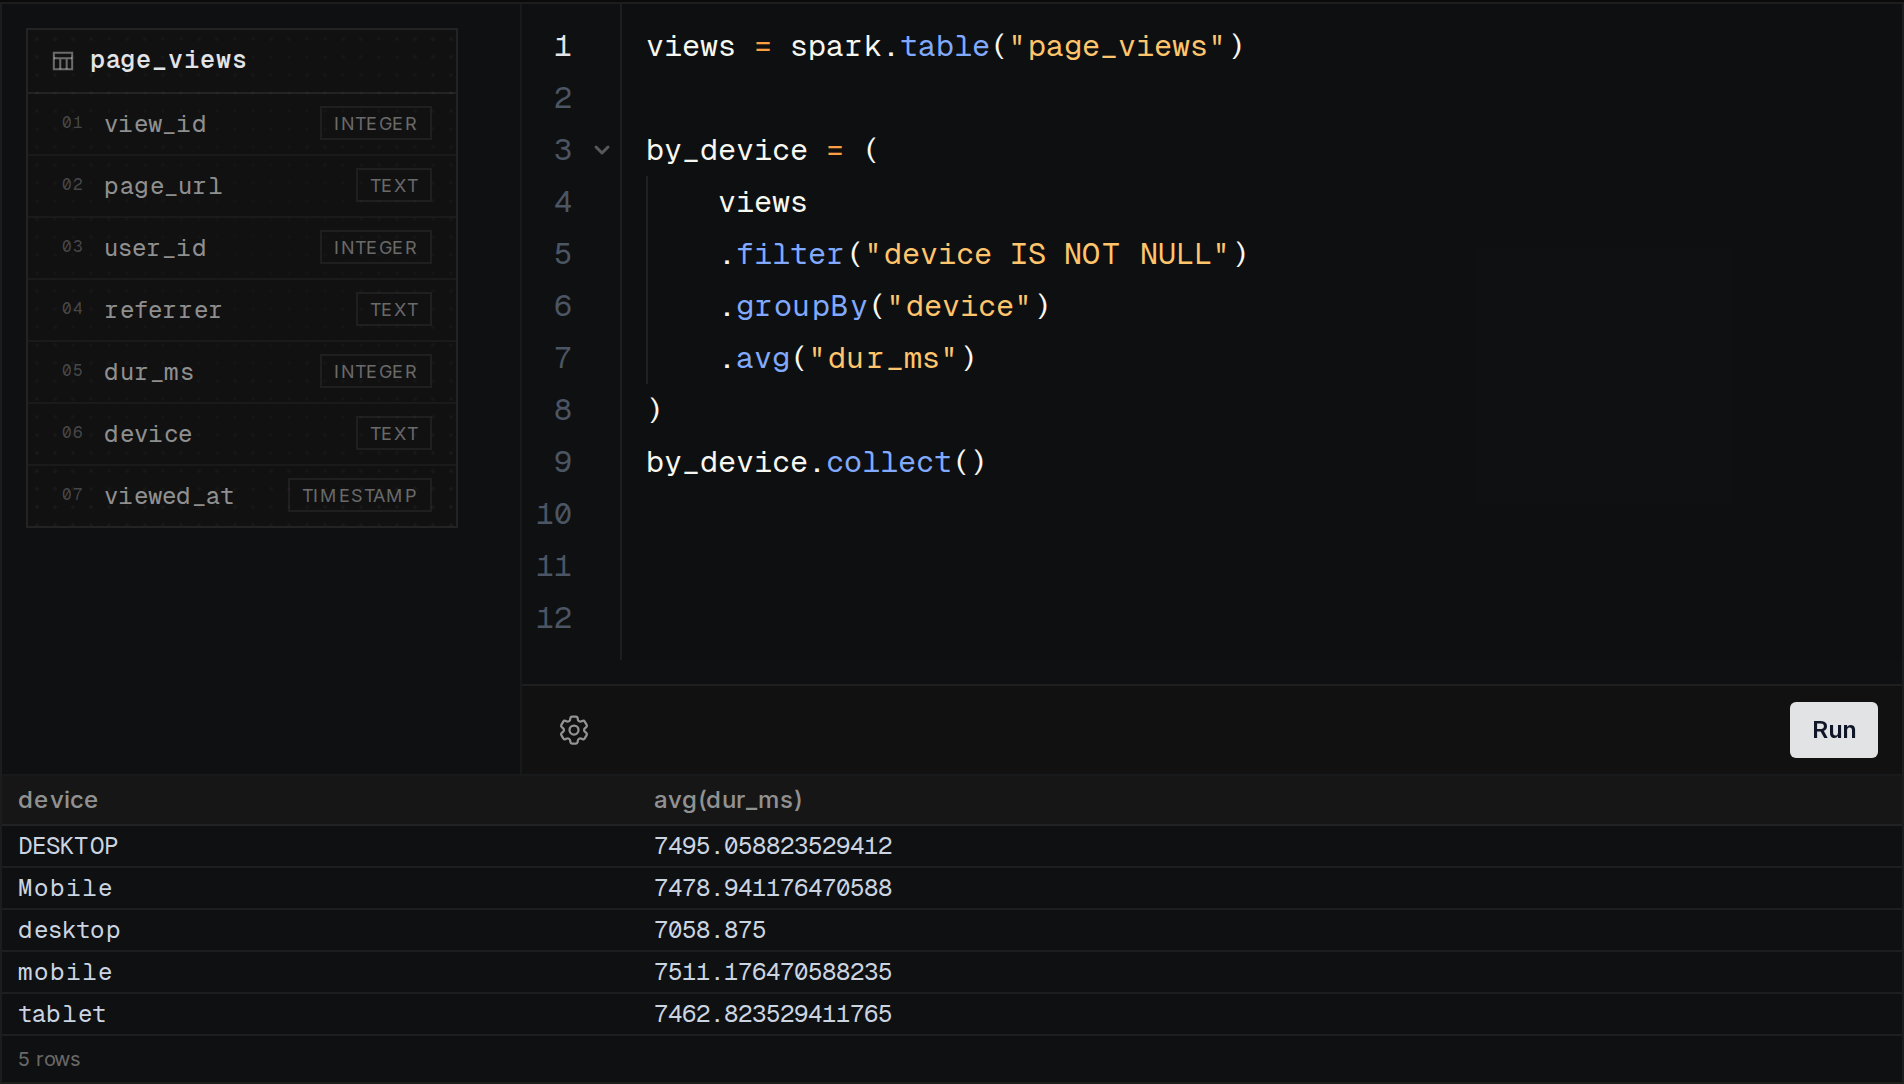 page_views
01 view_id INTEGER
02 page_url TEXT
03 user_id INTEGER
04 referrer TEXT
05 dur_ms INTEGER
06 device TEXT
07 viewed_at TIMESTAMP
1 views = spark.table("page_views")
2
3 by_device = (
4 views
5 .filter("device IS NOT NULL")
6 .groupBy("device")
7 .avg("dur_ms")
8 )
9 by_device.collect()
10
11
12
Run
device avg(dur_ms)
DESKTOP 7495.058823529412
Mobile 7478.941176470588
desktop 7058.875
mobile 7511.176470588235
tablet 7462.823529411765
5 rows